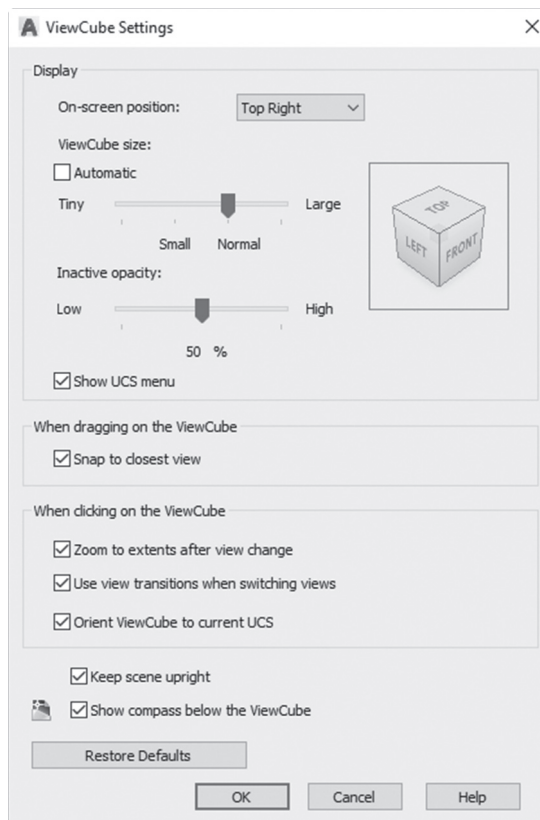 ViewCube Settings
Display
On-screen position: Top Right
ViewCube size:
Automatic
Tiny Large
Small Normal
TOP
LEFT FRONT
Inactive opacity:
Low High
50 %
Show UCS menu
When dragging on the ViewCube
Snap to closest view
When clicking on the ViewCube
Zoom to extents after view change
Use view transitions when switching views
Orient ViewCube to current UCS
Keep scene upright
Show compass below the ViewCube
Restore Defaults
OK Cancel Help